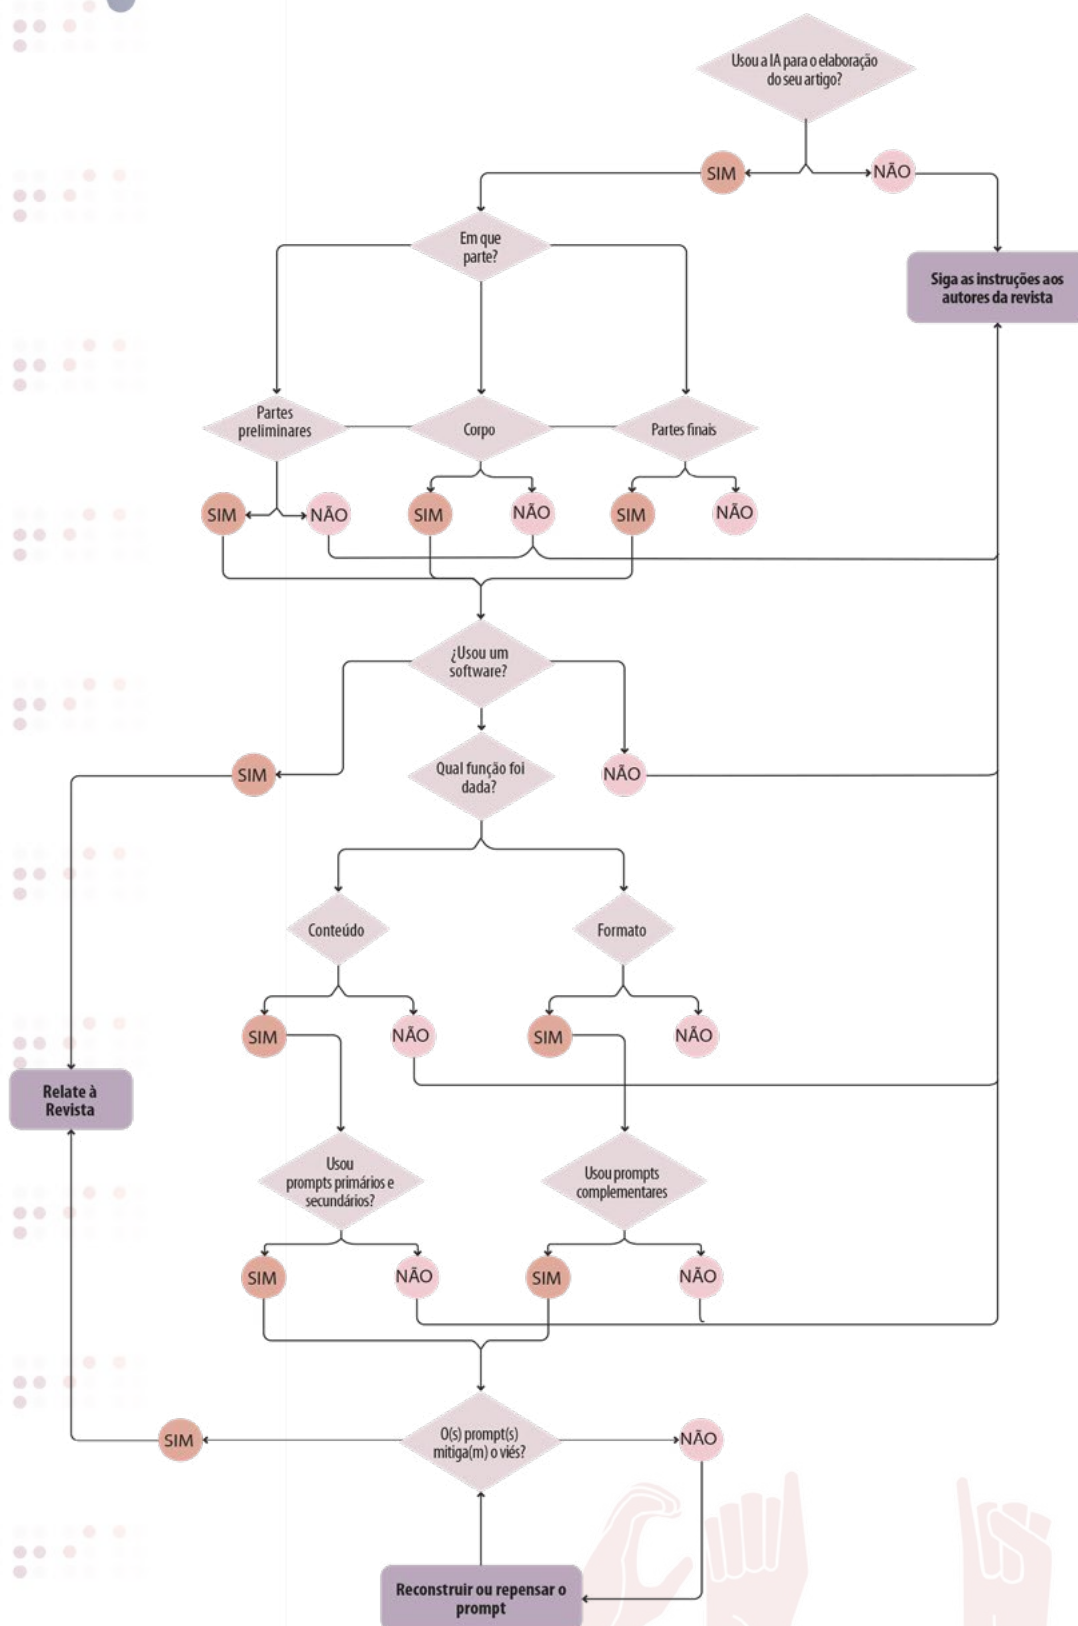 Usou a IA para o elaboração
do seu artigo?
SIM
NÃO
Em que
parte?
Siga as instruções aos
autores da revista
Partes
preliminares
Corpo
Partes finais
SIM
NÃO
SIM
NÃO
SIM
NÃO
¿Usou um
software?
SIM
Qual função foi
dada?
NÃO
Conteúdo
Formato
SIM
NÃO
SIM
NÃO
Relate à
Revista
Usou
prompts primários e
secundários?
Usou prompts
complementares
SIM
NÃO
SIM
NÃO
SIM
O(s) prompt(s)
mitiga(m) o viés?
NÃO
Reconstruir ou repensar o
prompt